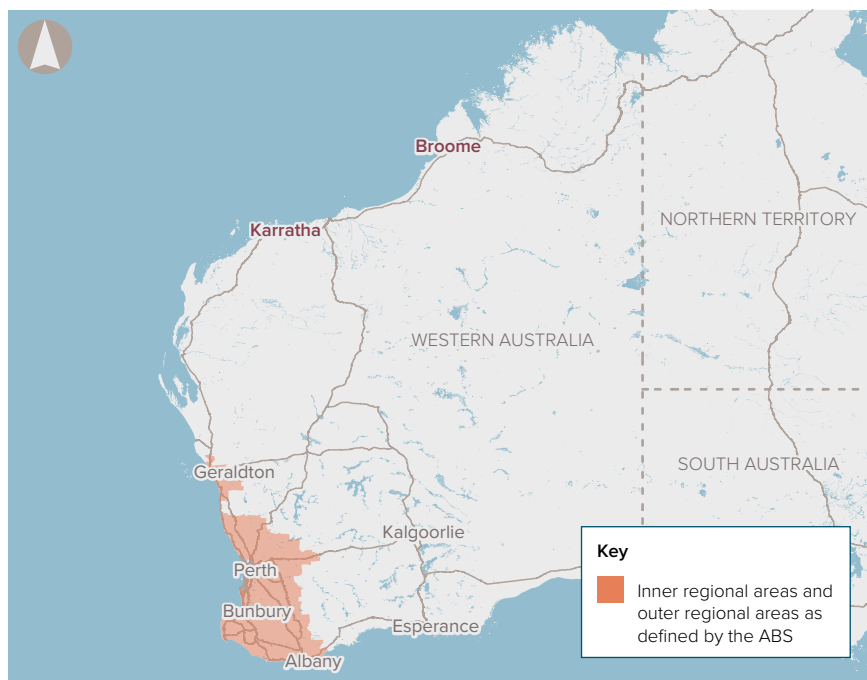 Broome
NORTHERN TERRITORY
Karratha
WESTERN AUSTRALIA
SOUTH AUSTRALIA
Geraldton
Kalgoorlie
Perth
Bunbury
Esperance
Albany
Key
Inner regional areas and
outer regional areas as
defined by the ABS